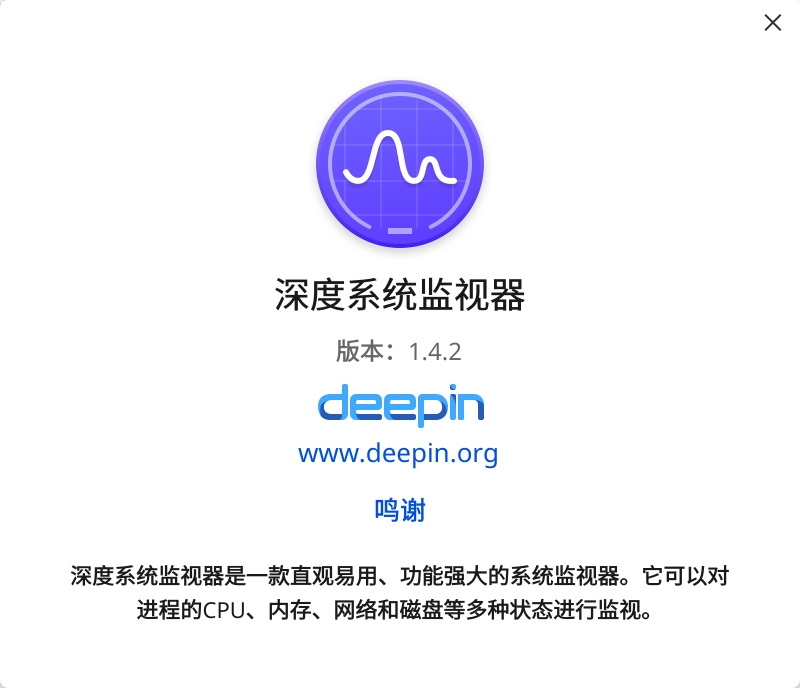 深度系统监视器
版本：1.4.2
deepin
www.deepin.org
鸣谢
深度系统监视器是一款直观易用、功能强大的系统监视器。它可以对
进程的CPU、内存、网络和磁盘等多种状态进行监视。